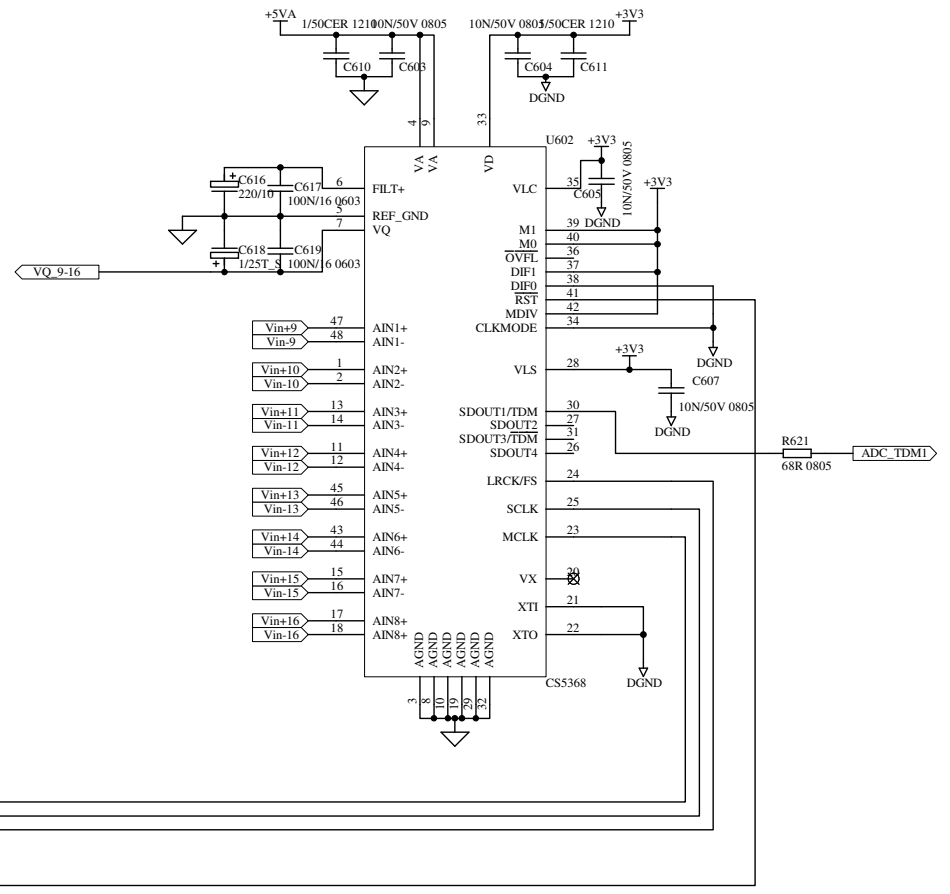 +5VA
1/50CER 1210
10N/50V 0805
10N/50V 0805
1/50CER 1210
+3V3
C610
C603
C604
C611
DGND
4
9
33
U602
+3V3
VA
VA
VD
10N/50V 0805
C616
220/10
C617
100N/16 0603
6
FILT+
VLC
35
C605
+3V3
5
REF_GND
DGND
7
VQ
M1
39
M0
40
C618
1/25T_S
C619
100N/16 0603
OVFL
36
VQ_9-16
DIF1
37
DIF0
38
RST
41
MDIV
42
CLKMODE
34
DGND
Vin+9
47
AIN1+
Vin-9
48
AIN1-
+3V3
Vin+10
1
AIN2+
VLS
28
Vin-10
2
AIN2-
C607
10N/50V 0805
DGND
Vin+11
13
AIN3+
SDOUT1/TDM
30
Vin-11
14
AIN3-
SDOUT2
27
SDOUT3/TDM
31
Vin+12
11
AIN4+
SDOUT4
26
Vin-12
12
AIN4-
R621
68R 0805
ADC_TDM1
LRCK/FS
24
Vin+13
45
AIN5+
Vin-13
46
AIN5-
SCLK
25
Vin+14
43
AIN6+
MCLK
23
Vin-14
44
AIN6-
Vin+15
15
AIN7+
VX
20
Vin-15
16
AIN7-
XTI
21
Vin+16
17
AIN8+
Vin-16
18
AIN8+
XTO
22
DGND
AGND
AGND
AGND
AGND
AGND
AGND
CS5368
3
8
10
19
29
32